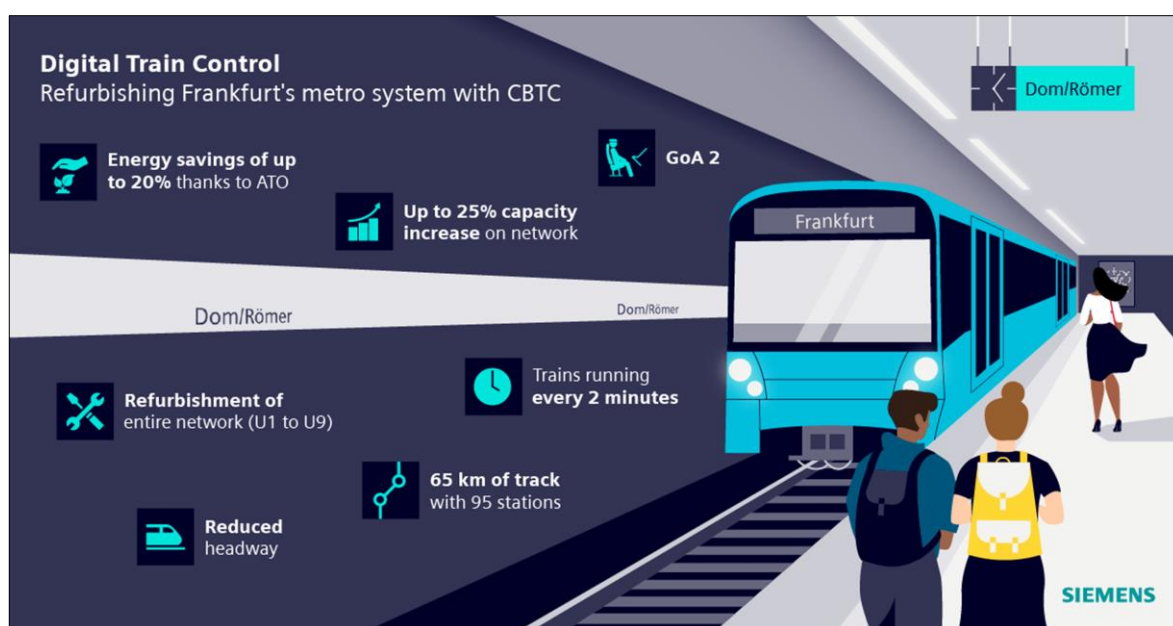 Digital Train Control
Refurbishing Frankfurt's metro system with CBTC
Dom/Römer
Energy savings of up
to 20% thanks to ATO
GoA 2
Up to 25% capacity
increase on network
Frankfurt
Dom/Römer
Dom/Römer
Refurbishment of
entire network (U1 to U9)
Trains running
every 2 minutes
65 km of track
with 95 stations
Reduced
headway
SIEMENS